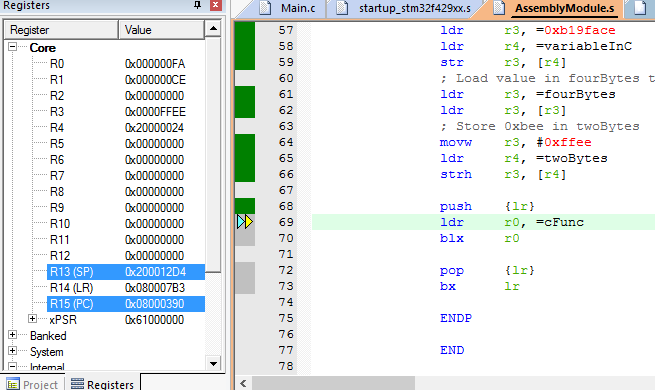 Registers
Register Value
Core
R0 0x000000FA
R1 0x000000CE
R2 0x00000000
R3 0x0000FFEE
R4 0x20000024
R5 0x00000000
R6 0x00000000
R7 0x00000000
R8 0x00000000
R9 0x00000000
R10 0x00000000
R11 0x00000000
R12 0x00000000
R13 (SP) 0x200012D4
R14 (LR) 0x080007B3
R15 (PC) 0x08000390
xPSR 0x61000000
Banked
System
Internal
Project Registers
Main.c startup_stm32f429xx.s AssemblyModule.s
57 ldr r3, =0xb19face
58 ldr r4, =variableInC
59 str r3, [r4]
60 ; Load value in fourBytes t
61 ldr r3, =fourBytes
62 ldr r3, [r3]
63 ; Store 0xbee in twoBytes
64 movw r3, #0xffee
65 ldr r4, =twoBytes
66 strh r3, [r4]
67
68 push {lr}
69 ldr r0, =cFunc
70 blx r0
71
72 pop {lr}
73 bx lr
74
75 ENDP
76
77 END
78